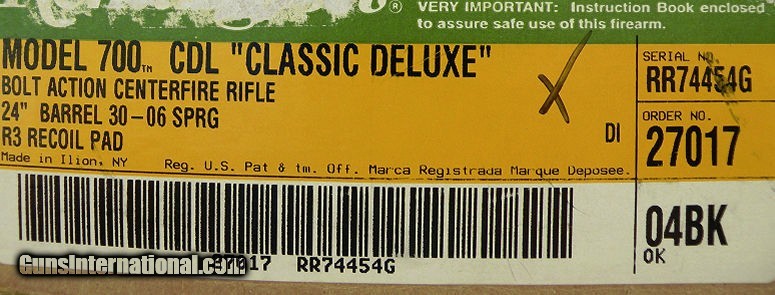 ® VERY IMPORTANT: Instruction Book enclosed
to assure safe use of this firearm.
MODEL 700™ CDL "CLASSIC DELUXE"
BOLT ACTION CENTERFIRE RIFLE
24" BARREL 30-06 SPRG
R3 RECOIL PAD
DI
Made in Ilion, NY
Reg. U.S. Pat & tm. Off. Marca Registrada Marque Deposee.
SERIAL NO.
RR74454G
ORDER NO.
27017
04BK
OK
27017 RR74454G
GunsInternational.com